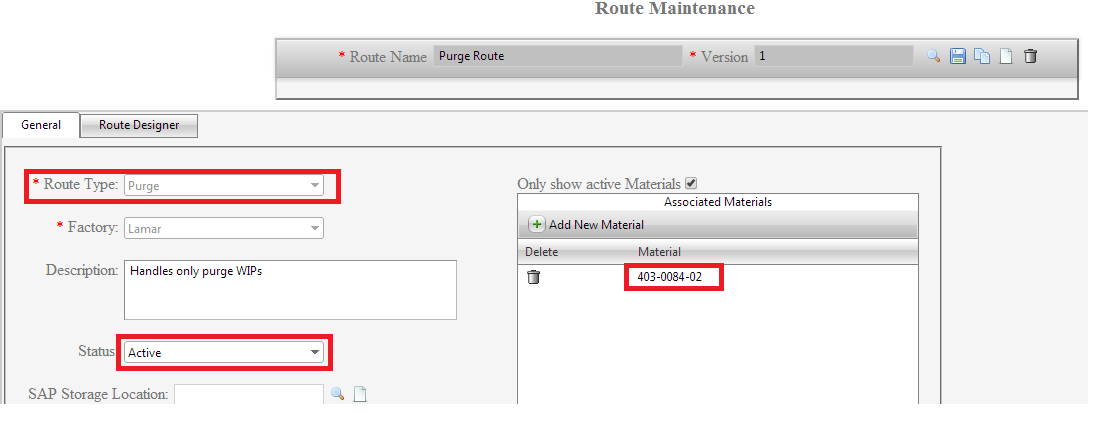 Route Maintenance
* Route Name Purge Route * Version 1
General Route Designer
* Route Type: Purge
* Factory: Lamar
Description: Handles only purge WIPs
Status Active
SAP Storage Location:
Only show active Materials
Associated Materials
Add New Material
Delete Material
403-0084-02